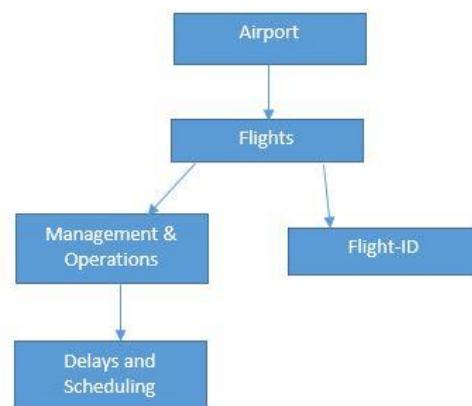 Airport
Flights
Management &
Operations
Flight-ID
Delays and
Scheduling